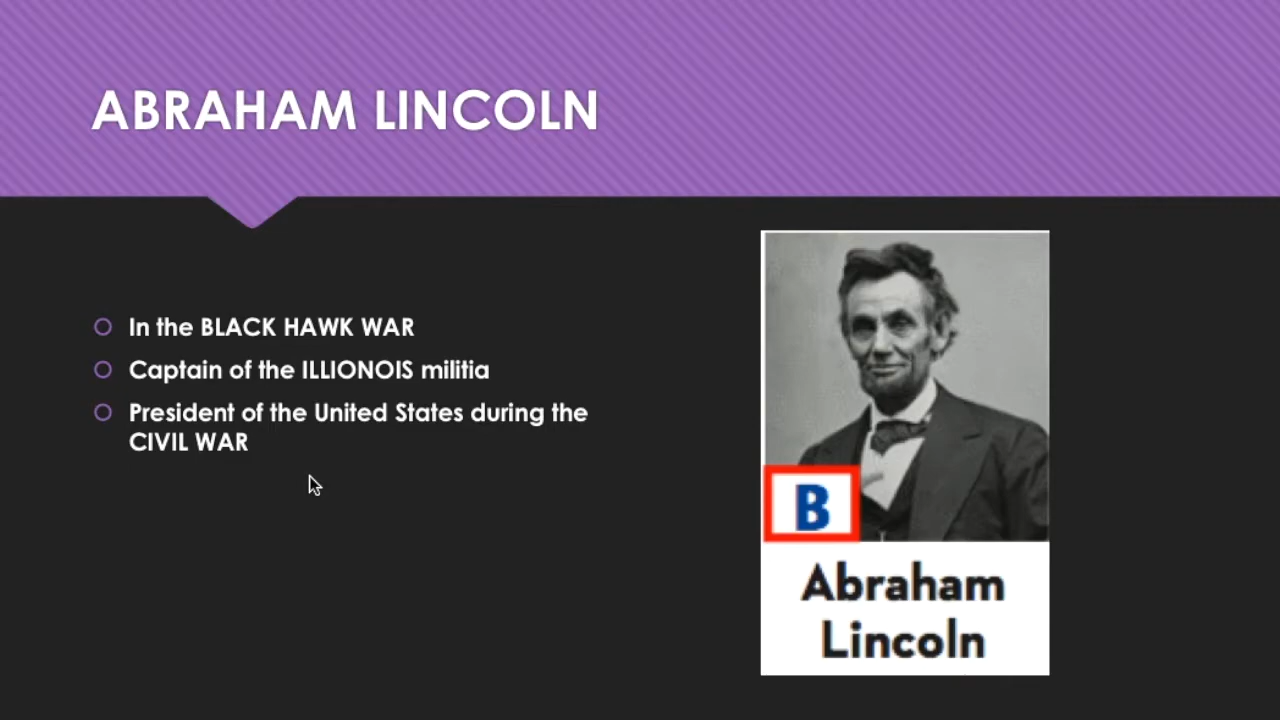 ABRAHAM LINCOLN
In the BLACK HAWK WAR
Captain of the ILLIONOIS militia
President of the United States during the
CIVIL WAR
B
Abraham
Lincoln